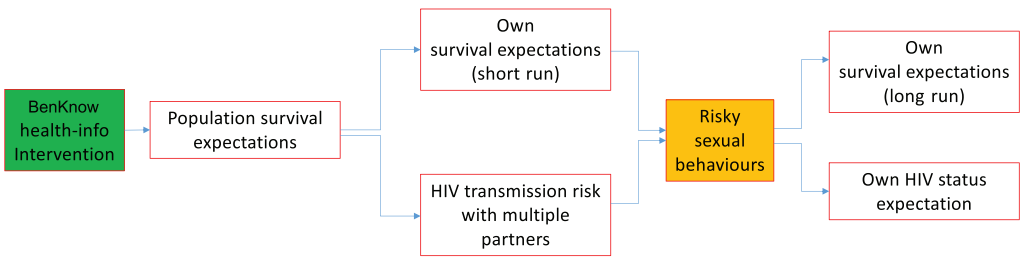 BenKnow
health-info
Intervention
Population survival
expectations
Own
survival expectations
(short run)
HIV transmission risk
with multiple
partners
Risky
sexual
behaviours
Own
survival expectations
(long run)
Own HIV status
expectation